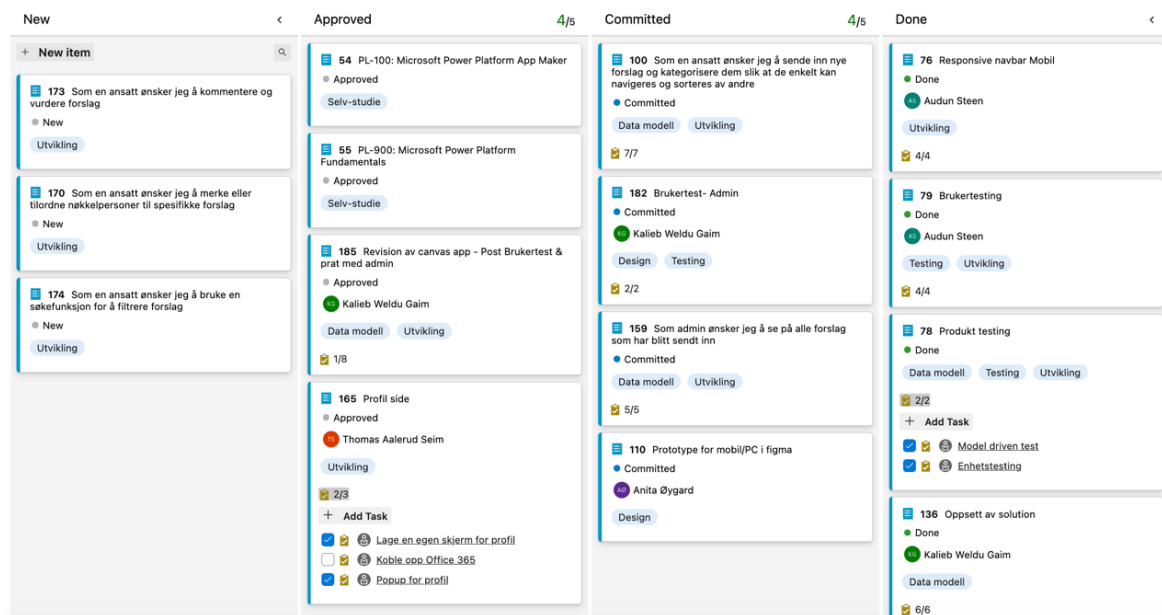 New
+ New item
173 Som en ansatt ønsker jeg å kommentere og
vurdere forslag
New
Utvikling
170 Som en ansatt ønsker jeg å merke eller
tilordne nøkkelpersoner til spesifikke forslag
New
Utvikling
174 Som en ansatt ønsker jeg å bruke en
søkefunksjon for å filtrere forslag
New
Utvikling
Approved 4/5
54 PL-100: Microsoft Power Platform App Maker
Approved
Selv-studie
55 PL-900: Microsoft Power Platform
Fundamentals
Approved
Selv-studie
185 Revision av canvas app - Post Brukertest &
prat med admin
Approved
KG Kalieb Weldu Gaim
Data modell Utvikling
1/8
165 Profil side
Approved
TS Thomas Aalerud Seim
Utvikling
2/3
+ Add Task
Lage en egen skjerm for profil
Koble opp Office 365
Popup for profil
Committed 4/5
100 Som en ansatt ønsker jeg å sende inn nye
forslag og kategorisere dem slik at de enkelt kan
navigeres og sorteres av andre
Committed
Data modell Utvikling
7/7
182 Brukertest- Admin
Committed
KG Kalieb Weldu Gaim
Design Testing
2/2
159 Som admin ønsker jeg å se på alle forslag
som har blitt sendt inn
Committed
Data modell Utvikling
5/5
110 Prototype for mobil/PC i figma
Committed
AØ Anita Øygard
Design
Done
76 Responsive navbar Mobil
Done
AS Audun Steen
Utvikling
4/4
79 Brukertesting
Done
AS Audun Steen
Testing Utvikling
4/4
78 Produkt testing
Done
Data modell Testing Utvikling
2/2
+ Add Task
Model driven test
Enhetstesting
136 Oppsett av solution
Done
KG Kalieb Weldu Gaim
Data modell
6/6